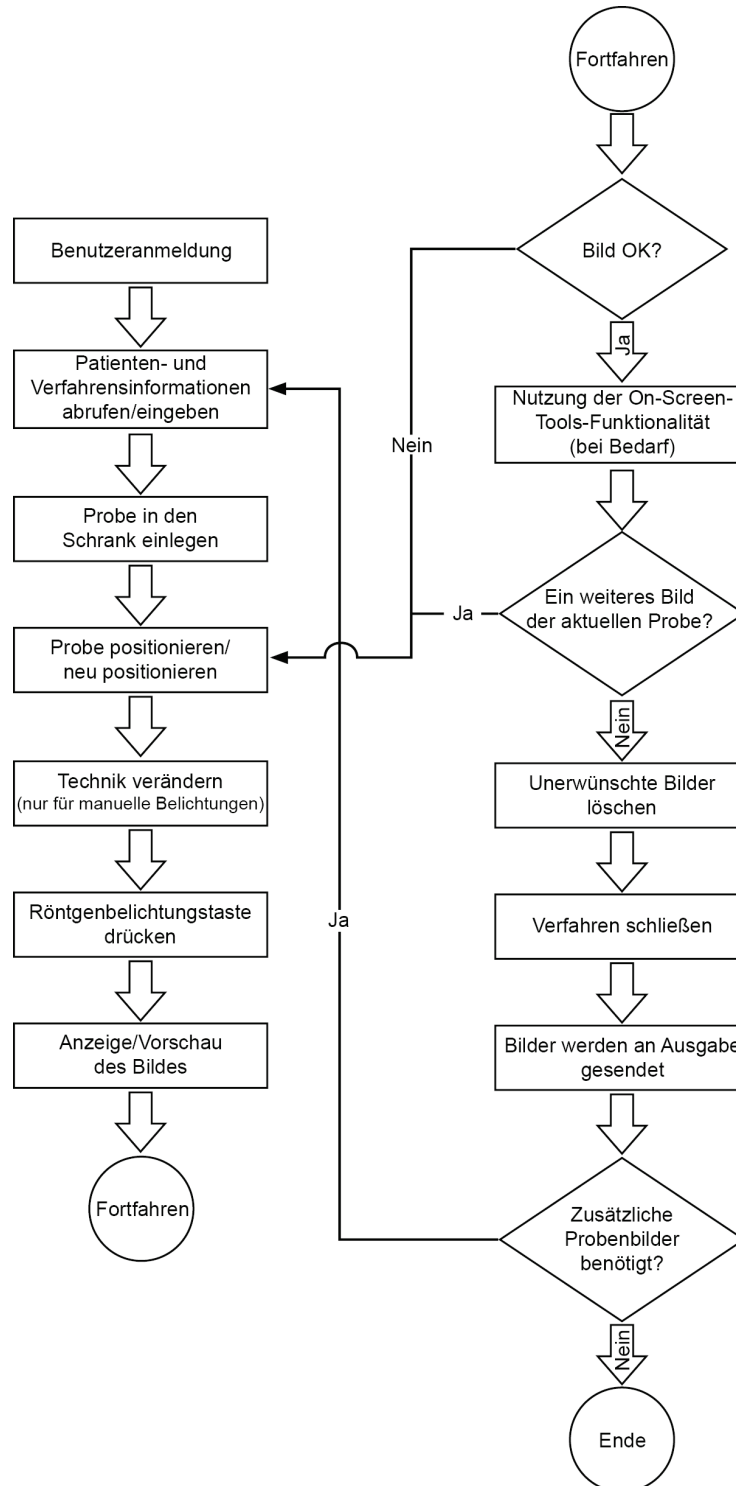 Benutzeranmeldung
Patienten- und
Verfahrensinformationen
abrufen/eingeben
Probe in den
Schrank einlegen
Probe positionieren/
neu positionieren
Technik verändern
(nur für manuelle Belichtungen)
Röntgenbelichtungstaste
drücken
Anzeige/Vorschau
des Bildes
Fortfahren
Fortfahren
Bild OK?
Nein
Ja
Nutzung der On-Screen-
Tools-Funktionalität
(bei Bedarf)
Ein weiteres Bild
der aktuellen Probe?
Ja
Nein
Unerwünschte Bilder
löschen
Verfahren schließen
Bilder werden an Ausgabe
gesendet
Zusätzliche
Probenbilder
benötigt?
Ja
Nein
Ende